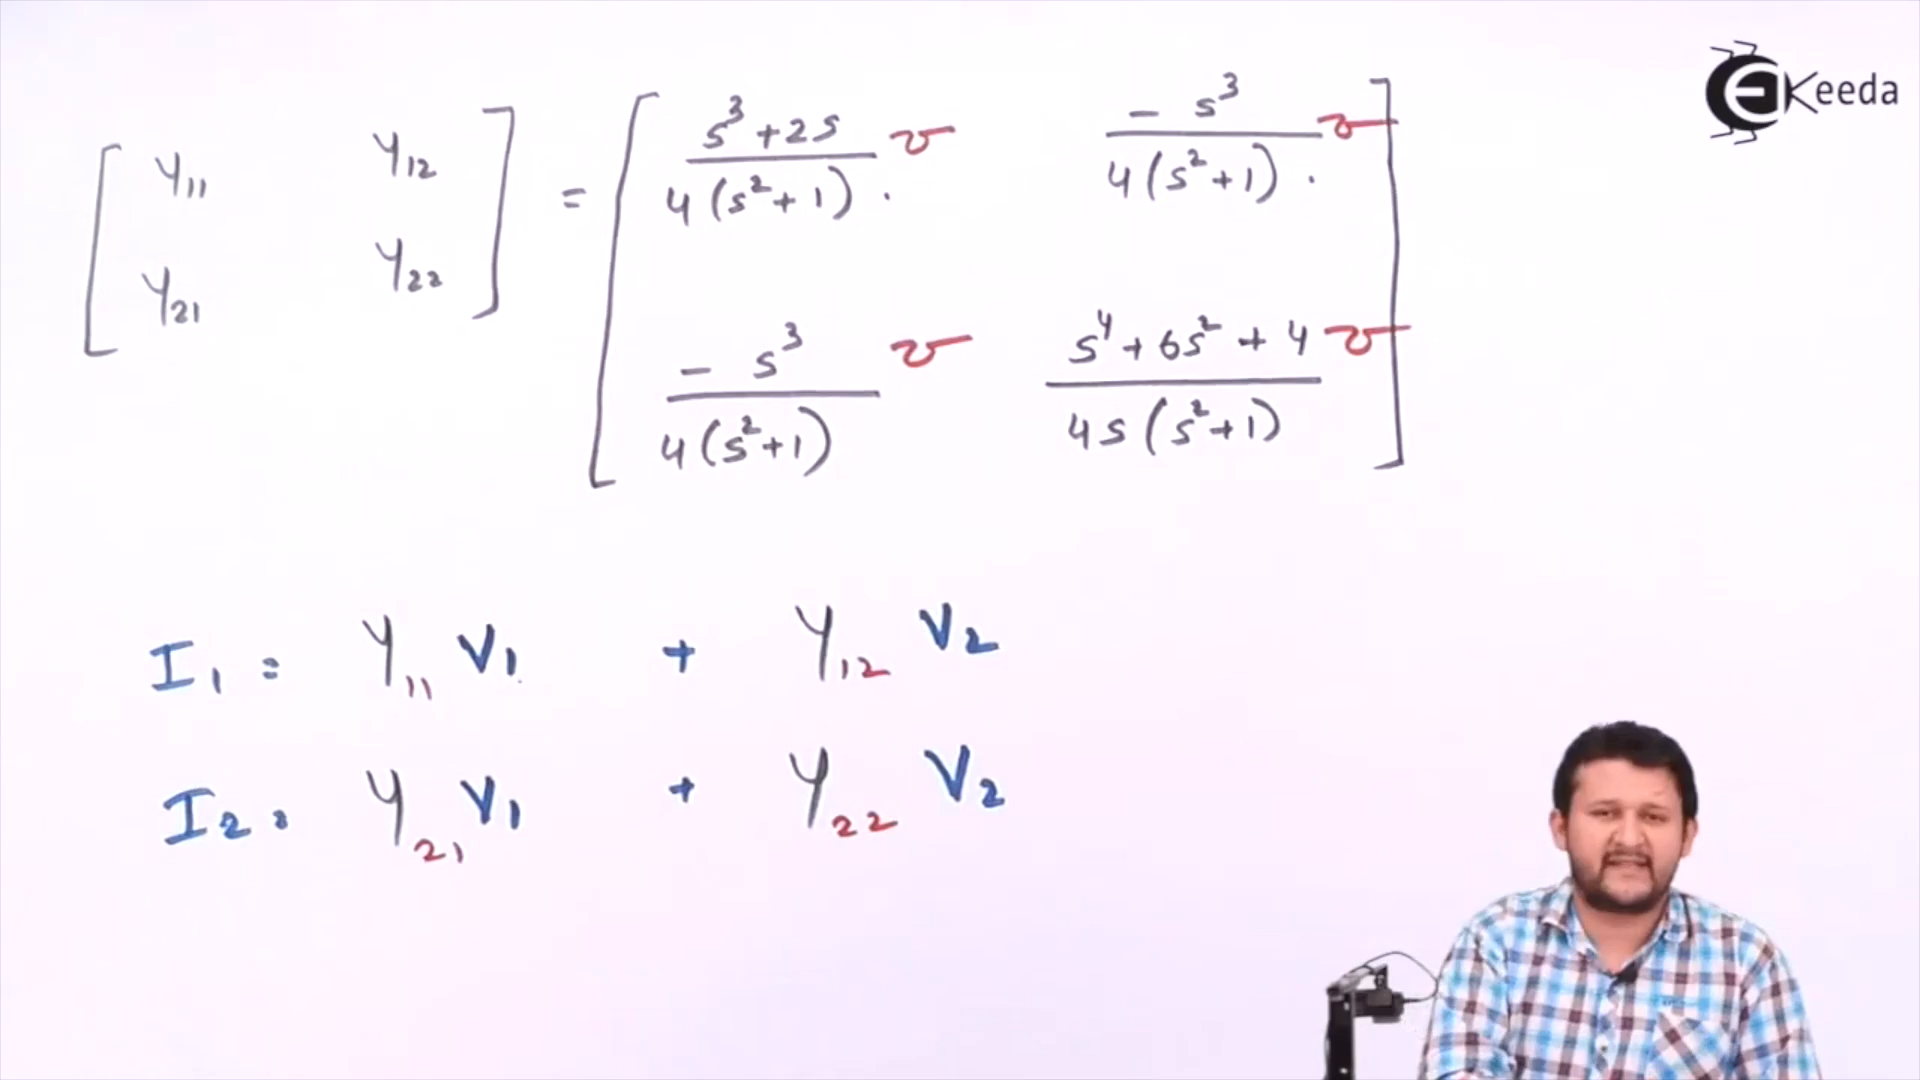 EKeeda
[ Y11 Y12 ; Y21 Y22 ] = [ (s³+2s)/(4(s²+1)) . (-s³)/(4(s²+1)) . ; (-s³)/(4(s²+1)) (s⁴+6s²+4)/(4s(s²+1)) ]
I1 = Y11 V1 + Y12 V2
I2 = Y21 V1 + Y22 V2